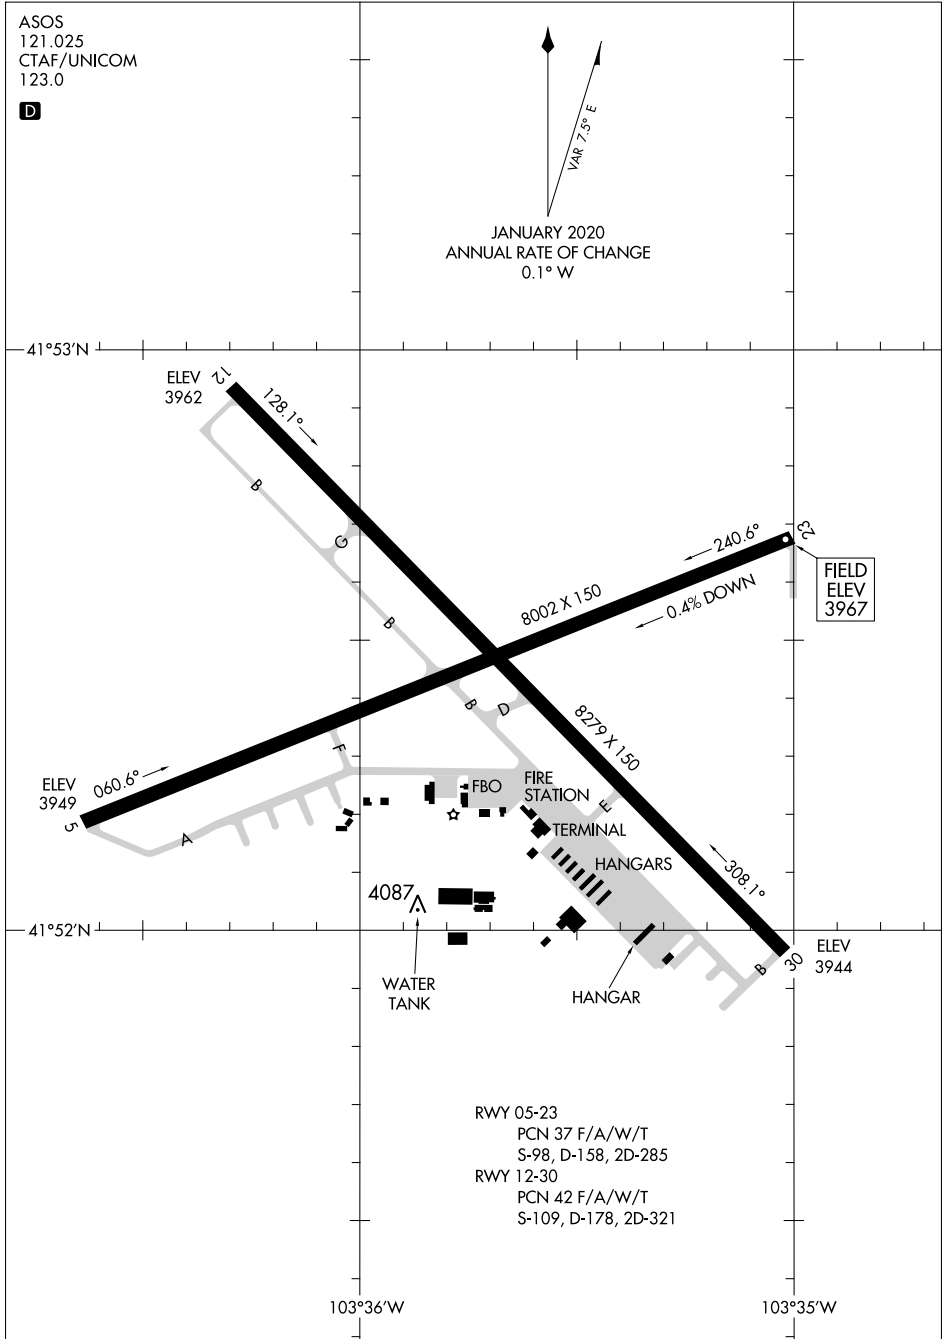 ASOS
121.025
CTAF/UNICOM
123.0
D
VAR 7.5° E
JANUARY 2020
ANNUAL RATE OF CHANGE
0.1° W
41°53'N
ELEV
3962
12
128.1°
B
G
B
23
240.6°
FIELD
ELEV
3967
8002 X 150
0.4% DOWN
B
D
8279 X 150
F
ELEV
3949
060.6°
5
A
FBO
FIRE
STATION
E
TERMINAL
HANGARS
308.1°
4087
41°52'N
ELEV
3944
30
B
WATER
TANK
HANGAR
RWY 05-23
PCN 37 F/A/W/T
S-98, D-158, 2D-285
RWY 12-30
PCN 42 F/A/W/T
S-109, D-178, 2D-321
103°36'W
103°35'W